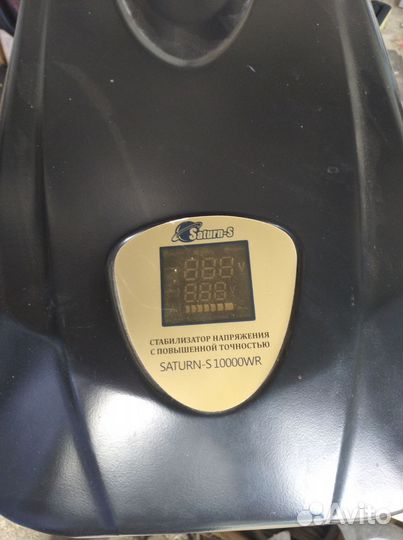 Saturn-S
888 V
888
СТАБИЛИЗАТОР НАПРЯЖЕНИЯ
С ПОВЫШЕННОЙ ТОЧНОСТЬЮ
SATURN-S 10000WR
Avito